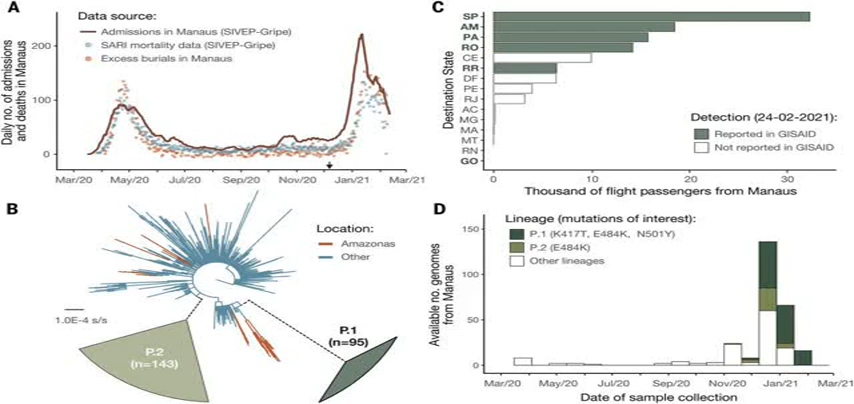 A
Data source:
Admissions in Manaus (SIVEP-Gripe)
SARI mortality data (SIVEP-Gripe)
Excess burials in Manaus
Daily no. of admissions
and deaths in Manaus
200
100
0
Mar/20 May/20 Jul/20 Sep/20 Nov/20 Jan/21 Mar/21
B
Location:
Amazonas
Other
1.0E-4 s/s
P.2
(n=143)
P.1
(n=95)
C
Destination State
SP
AM
PA
RO
CE
RR
DF
PE
RJ
AC
MG
MA
MT
RN
GO
Detection (24-02-2021):
Reported in GISAID
Not reported in GISAID
0 10 20 30
Thousand of flight passengers from Manaus
D
Lineage (mutations of interest):
P.1 (K417T, E484K, N501Y)
P.2 (E484K)
Other lineages
Available no. genomes
from Manaus
150
100
50
0
Mar/20 May/20 Jul/20 Sep/20 Nov/20 Jan/21 Mar/21
Date of sample collection